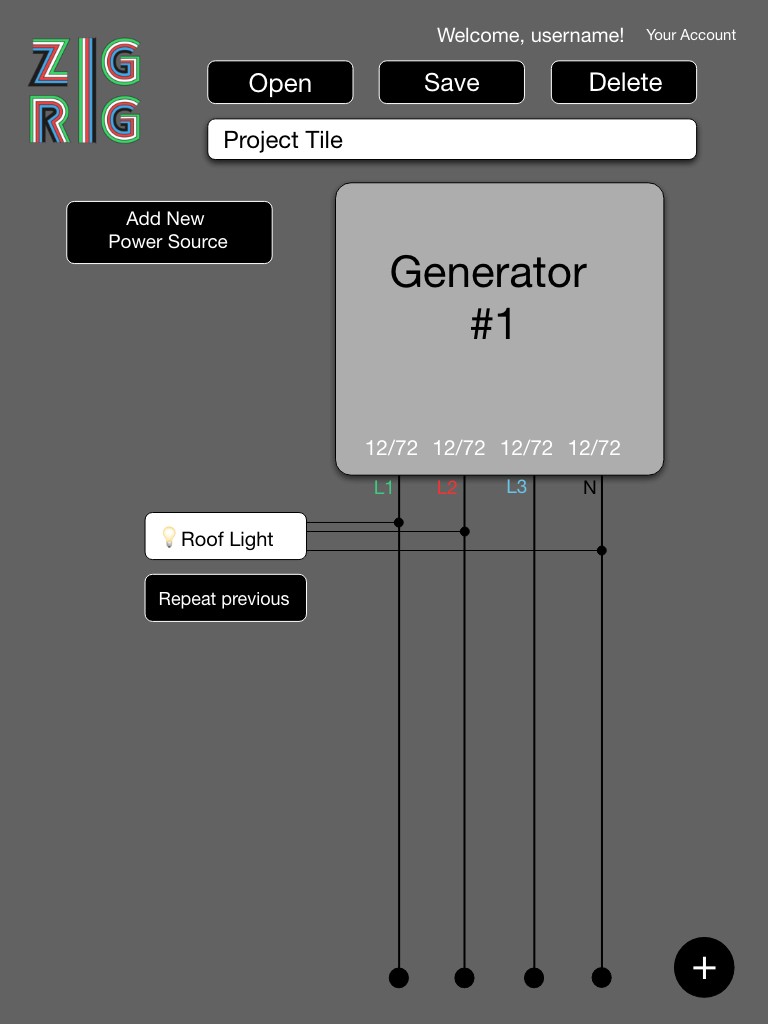 Welcome, username! Your Account
ZIG
RIG
Open Save Delete
Project Tile
Add New
Power Source
Generator
#1
12/72 12/72 12/72 12/72
L1 L2 L3 N
Roof Light
Repeat previous
+